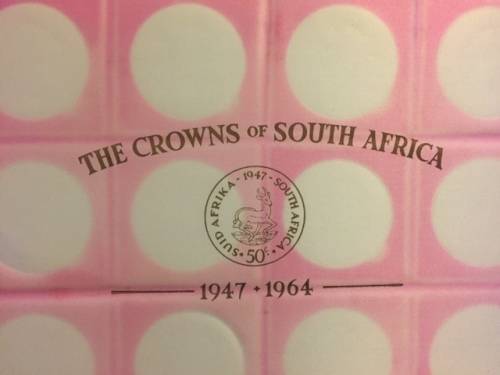 THE CROWNS OF SOUTH AFRICA
SUID AFRIKA · 1947 · SOUTH AFRICA ·
50c
1947 · 1964